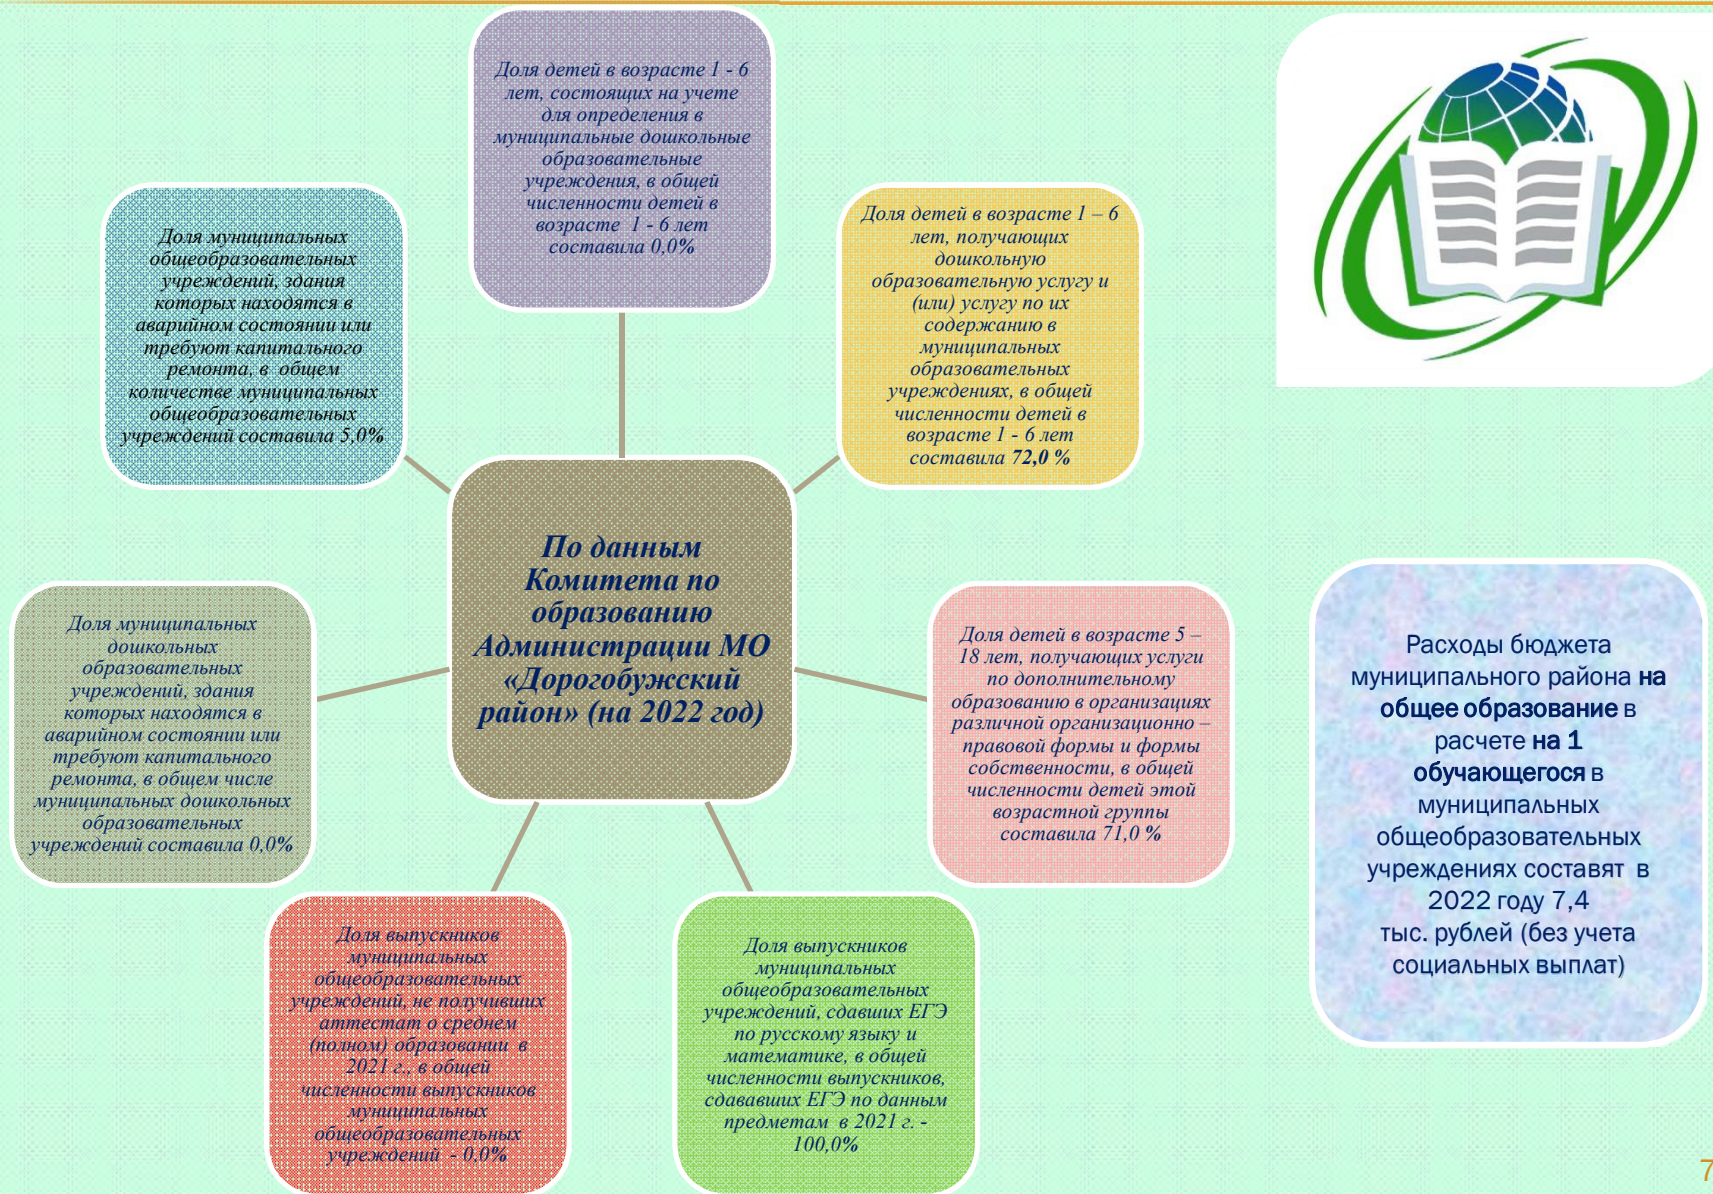 Доля детей в возрасте 1 - 6
лет, состоящих на учете
для определения в
муниципальные дошкольные
образовательные
учреждения, в общей
численности детей в
возрасте 1 - 6 лет
составила 0,0%
Доля детей в возрасте 1 – 6
лет, получающих
дошкольную
образовательную услугу и
(или) услугу по их
содержанию в
муниципальных
образовательных
учреждениях, в общей
численности детей в
возрасте 1 - 6 лет
составила 72,0 %
Доля муниципальных
общеобразовательных
учреждений, здания
которых находятся в
аварийном состоянии или
требуют капитального
ремонта, в общем
количестве муниципальных
общеобразовательных
учреждений составила 5,0%
По данным
Комитета по
образованию
Администрации МО
«Дорогобужский
район» (на 2022 год)
Доля детей в возрасте 5 –
18 лет, получающих услуги
по дополнительному
образованию в организациях
различной организационно –
правовой формы и формы
собственности, в общей
численности детей этой
возрастной группы
составила 71,0 %
Доля муниципальных
дошкольных
образовательных
учреждений, здания
которых находятся в
аварийном состоянии или
требуют капитального
ремонта, в общем числе
муниципальных дошкольных
образовательных
учреждений составила 0,0%
Доля выпускников
муниципальных
общеобразовательных
учреждений, не получивших
аттестат о среднем
(полном) образовании в
2021 г., в общей
численности выпускников
муниципальных
общеобразовательных
учреждений - 0,0%
Доля выпускников
муниципальных
общеобразовательных
учреждений, сдавших ЕГЭ
по русскому языку и
математике, в общей
численности выпускников,
сдававших ЕГЭ по данным
предметам в 2021 г. -
100,0%
Расходы бюджета
муниципального района на
общее образование в
расчете на 1
обучающегося в
муниципальных
общеобразовательных
учреждениях составят в
2022 году 7,4
тыс. рублей (без учета
социальных выплат)
7